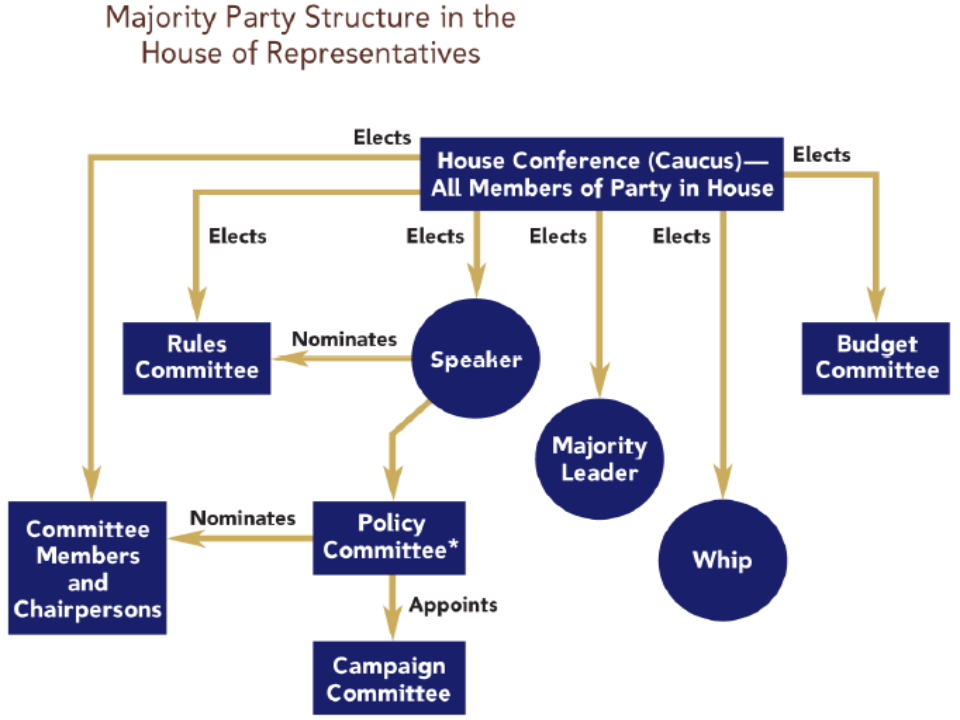 Majority Party Structure in the
House of Representatives
Elects
House Conference (Caucus)—
All Members of Party in House
Elects
Elects
Elects
Elects
Elects
Rules
Committee
Nominates
Speaker
Budget
Committee
Majority
Leader
Committee
Members
and
Chairpersons
Nominates
Policy
Committee*
Whip
Appoints
Campaign
Committee